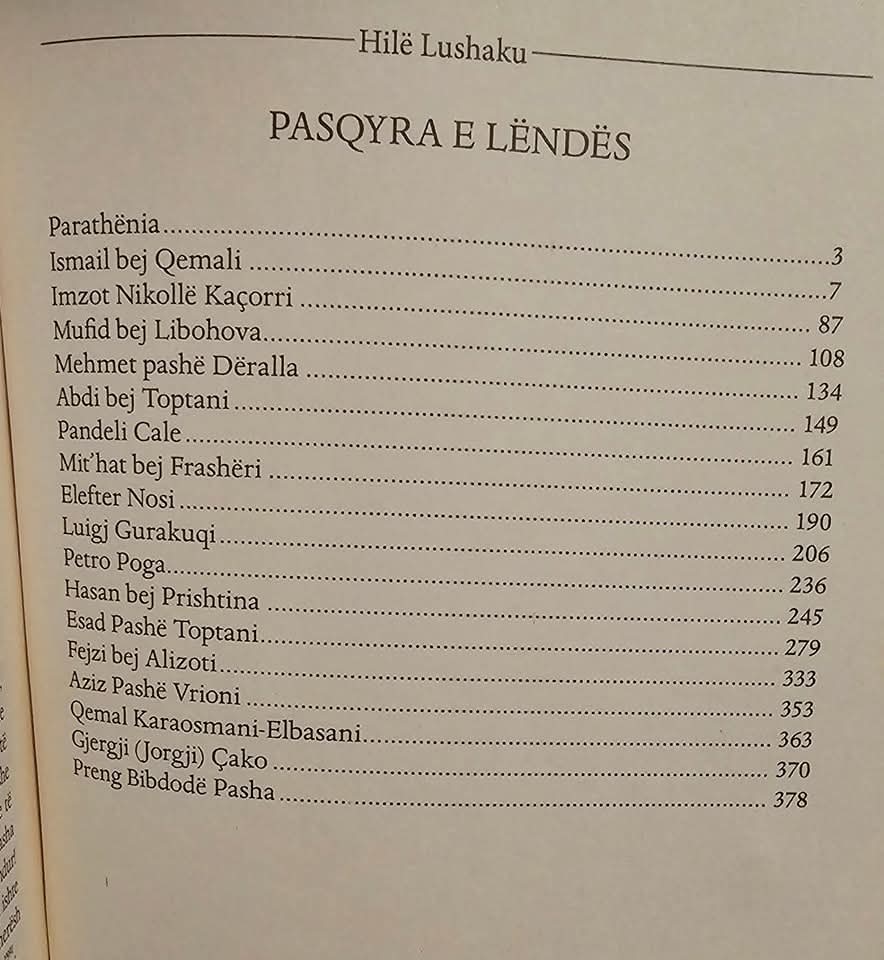 Hilë Lushaku
PASQYRA E LËNDËS
Parathënia..........3
Ismail bej Qemali ..........7
Imzot Nikollë Kaçorri .......... 87
Mufid bej Libohova.......... 108
Mehmet pashë Dëralla .......... 134
Abdi bej Toptani .......... 149
Pandeli Cale .......... 161
Mit'hat bej Frashëri .......... 172
Elefter Nosi .......... 190
Luigj Gurakuqi .......... 206
Petro Poga.......... 236
Hasan bej Prishtina .......... 245
Esad Pashë Toptani.......... 279
Fejzi bej Alizoti.......... 333
Aziz Pashë Vrioni .......... 353
Qemal Karaosmani-Elbasani.......... 363
Gjergji (Jorgji) Çako .......... 370
Preng Bibdodë Pasha .......... 378